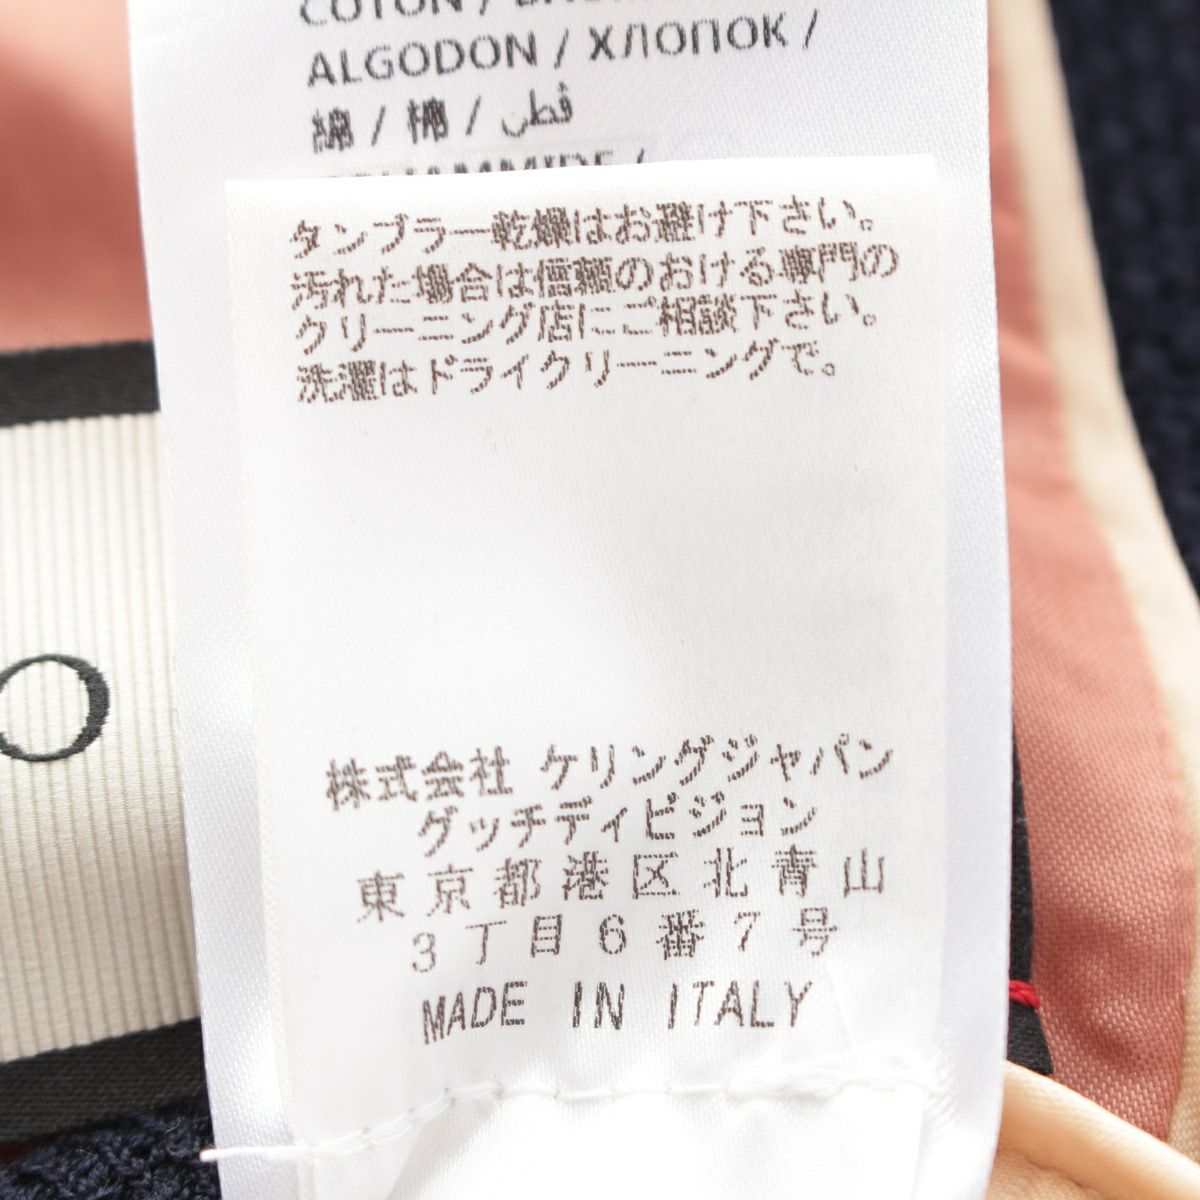 COTON /
ALGODON / ХЛОПОК /
綿 / 棉 / قطن
タンブラー乾燥はお避け下さい。
汚れた場合は信頼のおける専門の
クリーニング店にご相談下さい。
洗濯はドライクリーニングで。
O
株式会社 ケリングジャパン
グッチディビジョン
東京都港区北青山
3丁目6番7号
MADE IN ITALY